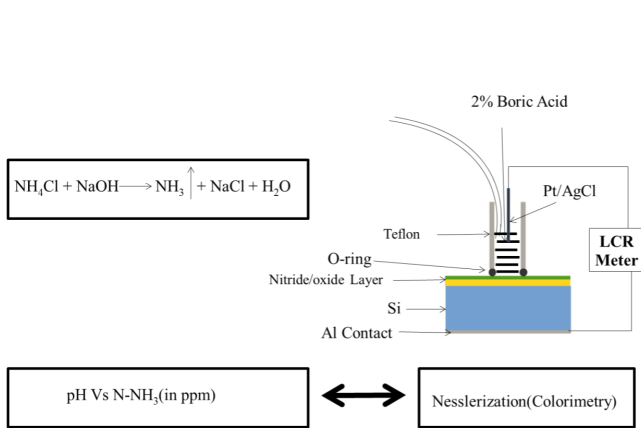 2% Boric Acid
NH₄Cl + NaOH⟶NH₃↑ + NaCl + H₂O
Pt/AgCl
Teflon
LCR
Meter
O-ring
Nitride/oxide Layer
Si
Al Contact
pH Vs N-NH₃(in ppm)
Nesslerization(Colorimetry)